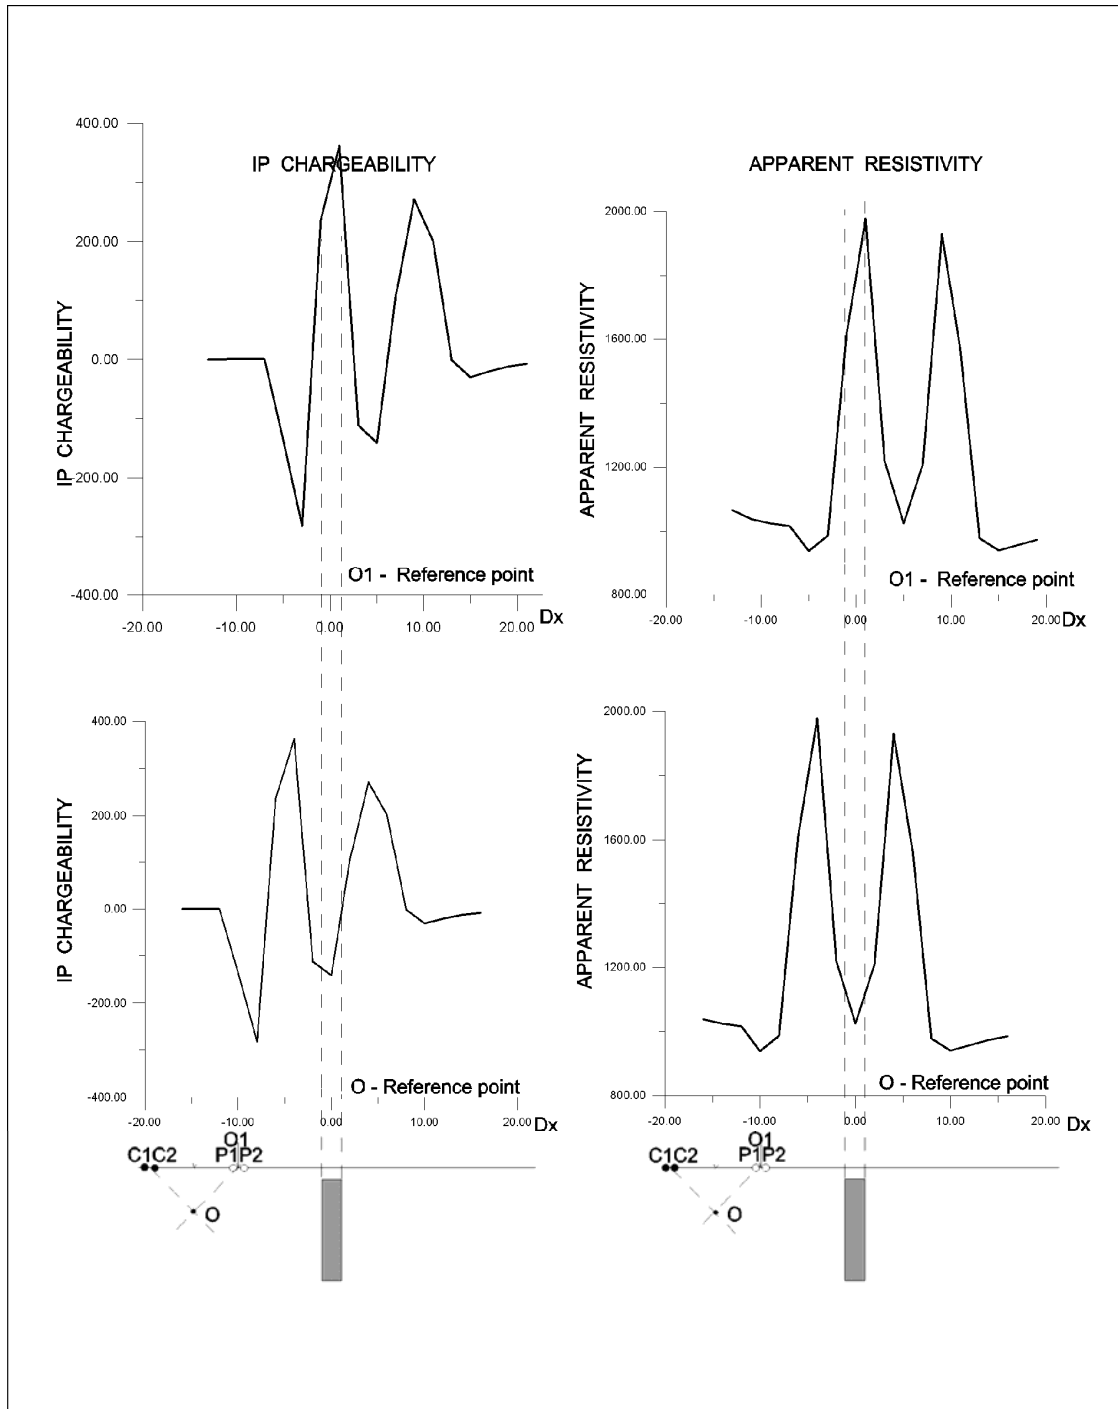 IP CHARGEABILITY
400.00
200.00
0.00
-200.00
-400.00
IP CHARGEABILITY
O1 - Reference point
-20.00 -10.00 0.00 10.00 20.00 Dx
APPARENT RESISTIVITY
2000.00
1600.00
1200.00
800.00
APPARENT RESISTIVITY
O1 - Reference point
-20.00 -10.00 0.00 10.00 20.00 Dx
400.00
200.00
0.00
-200.00
-400.00
IP CHARGEABILITY
O - Reference point
-20.00 -10.00 0.00 10.00 20.00 Dx
2000.00
1600.00
1200.00
800.00
APPARENT RESISTIVITY
O - Reference point
-20.00 -10.00 0.00 10.00 20.00 Dx
O1
C1C2 P1P2
O
O1
C1C2 P1P2
O